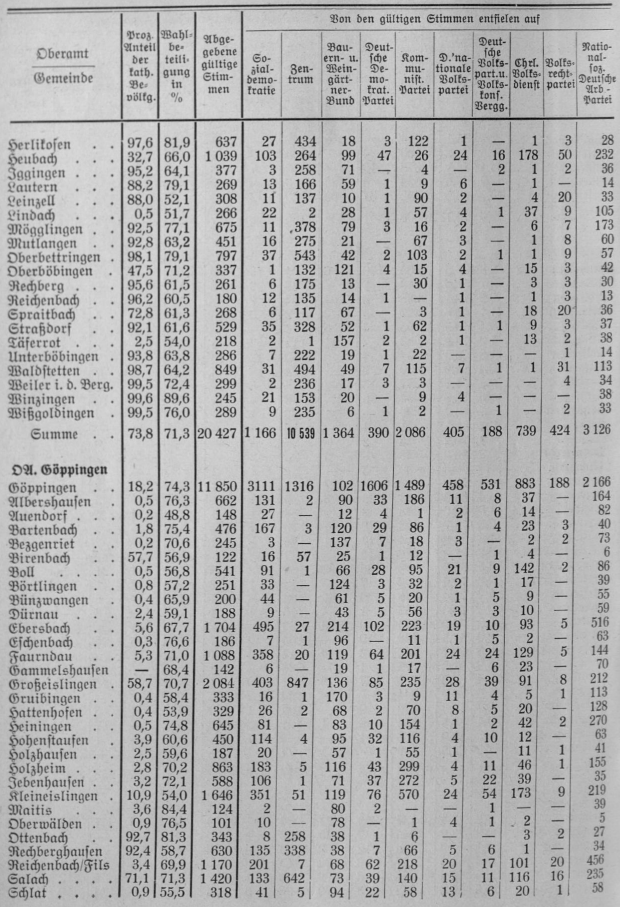 Oberamt
Gemeinde
Proz. Anteil der kath. Bevölkg.
Wahlbeteiligung in %
Abgegebene gültige Stimmen
Von den gültigen Stimmen entfielen auf
Sozialdemokratie
Zentrum
Bauern- u. Weingärtner-Bund
Deutsche Demokrat. Partei
Kommunist. Partei
D.'nationale Volkspartei
Deutsche Volkspart. u. Volkskons. Vergg.
Chrl. Volksdienst
Volksrechtpartei
Nationalsoz. Deutsche Arb-Partei
Herlikofen . . 97,6 81,9 637 27 434 18 3 122 1 — 1 3 28
Heubach . . 32,7 66,0 1 039 103 264 99 47 26 24 16 178 50 232
Iggingen . . 95,2 64,1 377 3 258 71 — 4 — 2 1 2 36
Lautern . . 88,2 79,1 269 13 166 59 1 9 6 — 1 — 14
Leinzell . . 88,0 52,1 308 11 137 10 1 90 2 — 4 20 33
Lindach . . 0,5 51,7 266 22 2 28 1 57 4 1 37 9 105
Mögglingen . . 92,5 77,1 675 11 378 79 3 16 2 — 6 7 173
Mutlangen . . 92,8 63,2 451 16 275 21 — 67 3 — 1 8 60
Oberbettringen . 98,1 79,1 797 37 543 42 2 103 2 1 1 9 57
Oberböbingen . 47,5 71,2 337 1 132 121 4 15 4 — 15 3 42
Rechberg . . 95,6 61,5 261 6 175 13 — 30 1 — 3 3 30
Reichenbach . . 96,2 60,5 180 12 135 14 1 — 1 — 1 3 13
Spraitbach . . 72,8 61,3 268 6 117 67 — 3 1 — 18 20 36
Straßdorf . . 92,1 61,6 529 35 328 52 1 62 1 1 9 3 37
Täferrot . . 2,5 54,0 218 2 1 157 2 2 1 — 13 2 38
Unterböbingen . 93,8 63,8 286 7 222 19 1 22 — — — 1 14
Waldstetten . . 98,7 64,2 849 31 494 49 7 115 7 1 1 31 113
Weiler i. d. Berg. 99,5 72,4 299 2 236 17 3 3 — — — 4 34
Winzingen . . 99,6 89,6 245 21 153 20 — 9 4 — — — 38
Wißgoldingen . 99,5 76,0 289 9 235 6 1 2 — 1 — 2 33
Summe . . 73,8 71,3 20 427 1 166 10 539 1 364 390 2 086 405 188 739 424 3 126
OA. Göppingen
Göppingen . . 18,2 74,3 11 850 3111 1316 102 1606 1 489 458 531 883 188 2 166
Albershausen . 0,5 76,3 662 131 2 90 33 186 11 8 37 — 164
Auendorf . . 0,2 48,8 148 27 — 12 4 1 2 6 14 — 82
Bartenbach . . 1,8 75,4 476 167 3 120 29 86 1 4 23 3 40
Bezgenriet . . 0,2 70,6 245 3 — 137 7 18 3 — 2 2 73
Birenbach . . 57,7 56,9 122 16 57 25 1 12 — 1 4 — 6
Boll . . . . 0,5 56,8 541 91 1 66 28 95 21 9 142 2 86
Börtlingen . . 0,8 57,2 251 33 — 124 3 32 2 1 17 — 39
Bünzwangen . 0,4 65,9 200 44 — 61 5 20 1 5 9 — 55
Dürnau . . 2,4 59,1 188 9 — 43 5 56 3 3 10 — 59
Ebersbach . . 5,6 67,7 1 704 495 27 214 102 223 19 10 93 5 516
Eschenbach . . 0,3 76,6 186 7 1 96 — 11 1 5 2 — 63
Faurndau . . 5,3 71,0 1 088 358 20 119 64 201 24 24 129 5 144
Gammelshausen — 68,4 142 6 — 19 1 17 — 6 23 — 70
Großeislingen . 58,7 70,7 2 084 403 847 136 85 235 28 39 91 8 212
Gruibingen . . 0,4 58,4 333 16 1 170 3 9 11 4 5 1 113
Hattenhofen . . 0,4 53,9 329 26 2 68 2 70 8 5 20 — 128
Heiningen . . 0,5 74,8 645 81 — 83 10 154 1 2 42 2 270
Hohenstaufen . 3,9 60,6 450 114 4 95 32 116 4 10 12 — 63
Holzhausen . . 2,5 59,6 187 20 — 57 1 55 1 — 11 1 41
Holzheim . . 2,8 70,2 863 183 5 116 43 299 4 11 46 1 155
Jebenhausen . . 3,2 72,1 588 106 1 71 37 272 5 22 39 — 35
Kleineislingen . 10,9 54,0 1 646 351 51 119 76 570 24 54 173 9 219
Maitis . . 3,6 84,4 124 2 — 80 2 — — 1 — — 39
Oberwälden . . 0,9 76,5 101 10 — 78 — 1 4 1 2 — 5
Ottenbach . . 92,7 81,3 343 8 258 38 1 6 — — 3 2 27
Rechberghausen 92,4 58,7 630 135 338 38 7 66 5 6 1 — 34
Reichenbach/Fils 3,4 69,9 1 170 201 7 68 62 218 20 17 101 20 456
Salach . . . 71,1 71,3 1 420 133 642 73 39 140 15 11 116 16 235
Schlat . . . 0,9 55,5 318 41 5 94 22 58 13 6 20 1 58